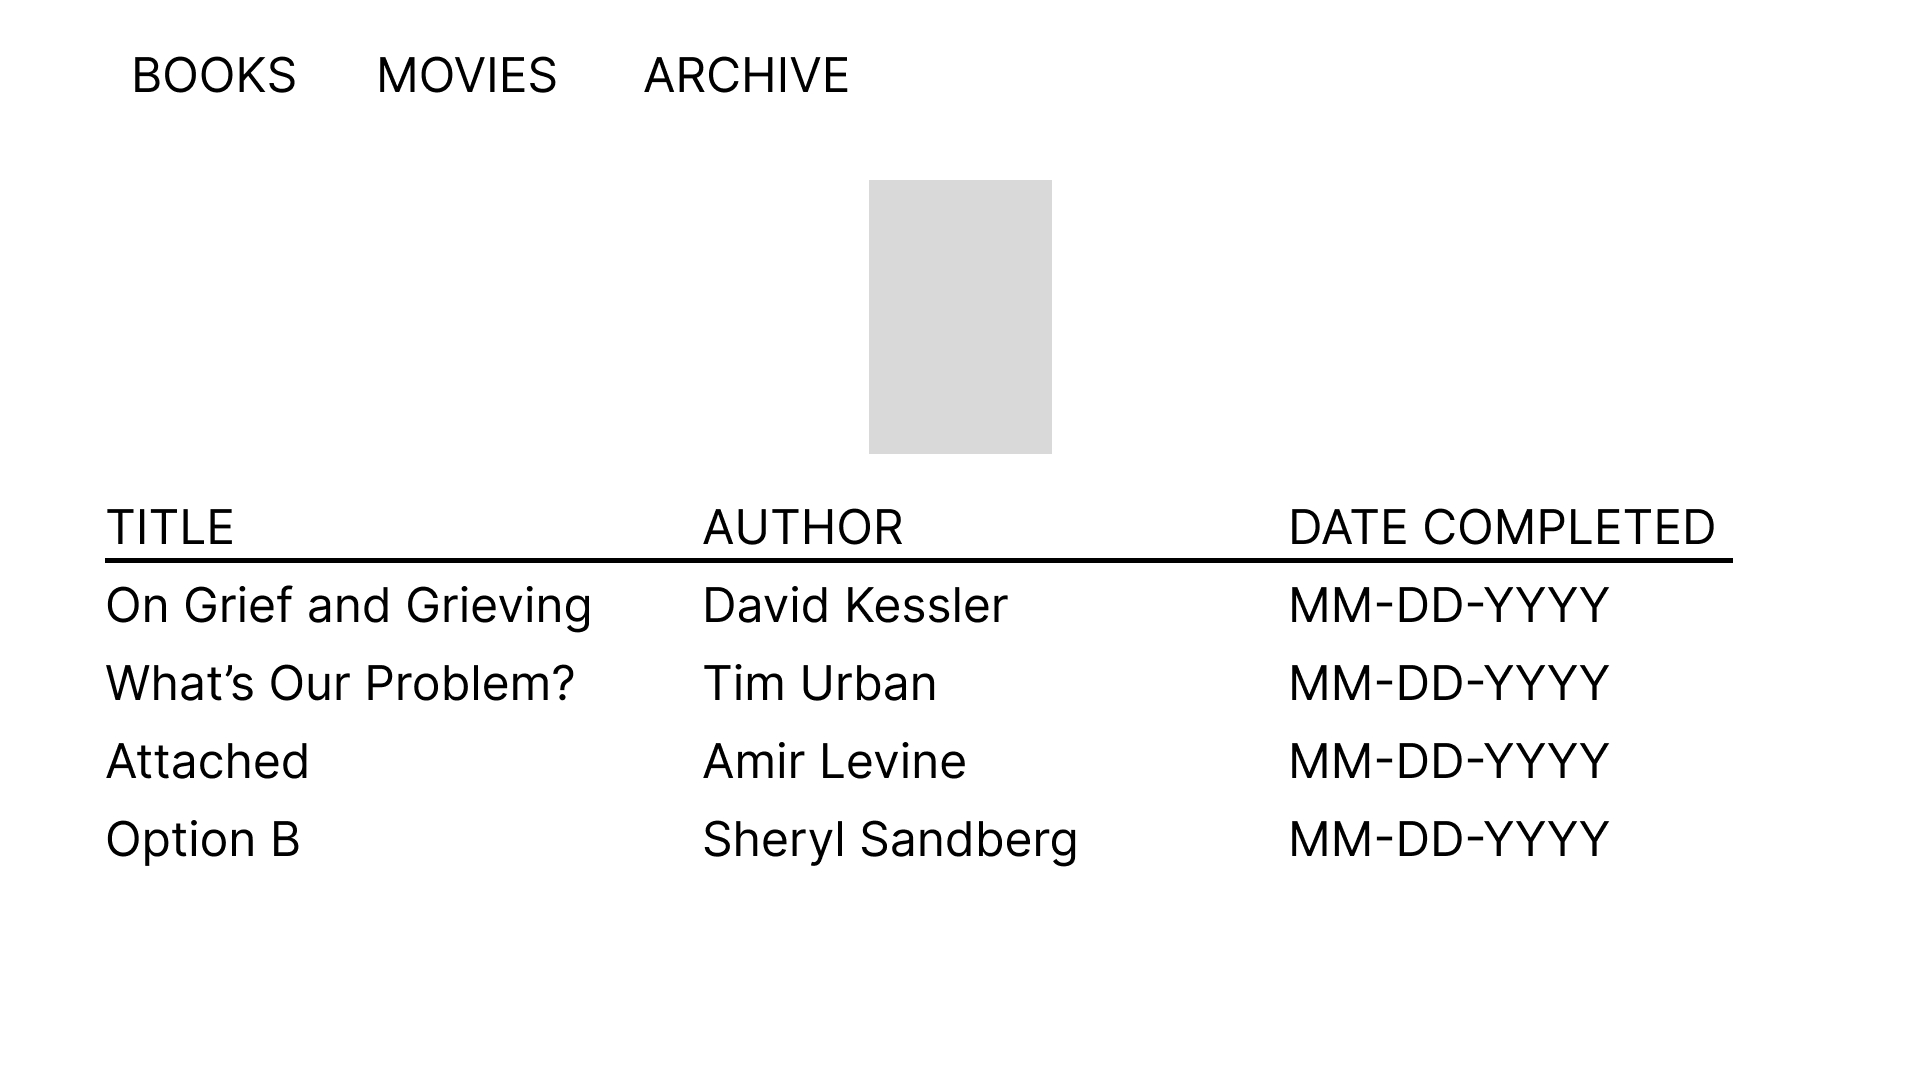 BOOKS MOVIES ARCHIVE
TITLE AUTHOR DATE COMPLETED
On Grief and Grieving David Kessler MM-DD-YYYY
What’s Our Problem? Tim Urban MM-DD-YYYY
Attached Amir Levine MM-DD-YYYY
Option B Sheryl Sandberg MM-DD-YYYY